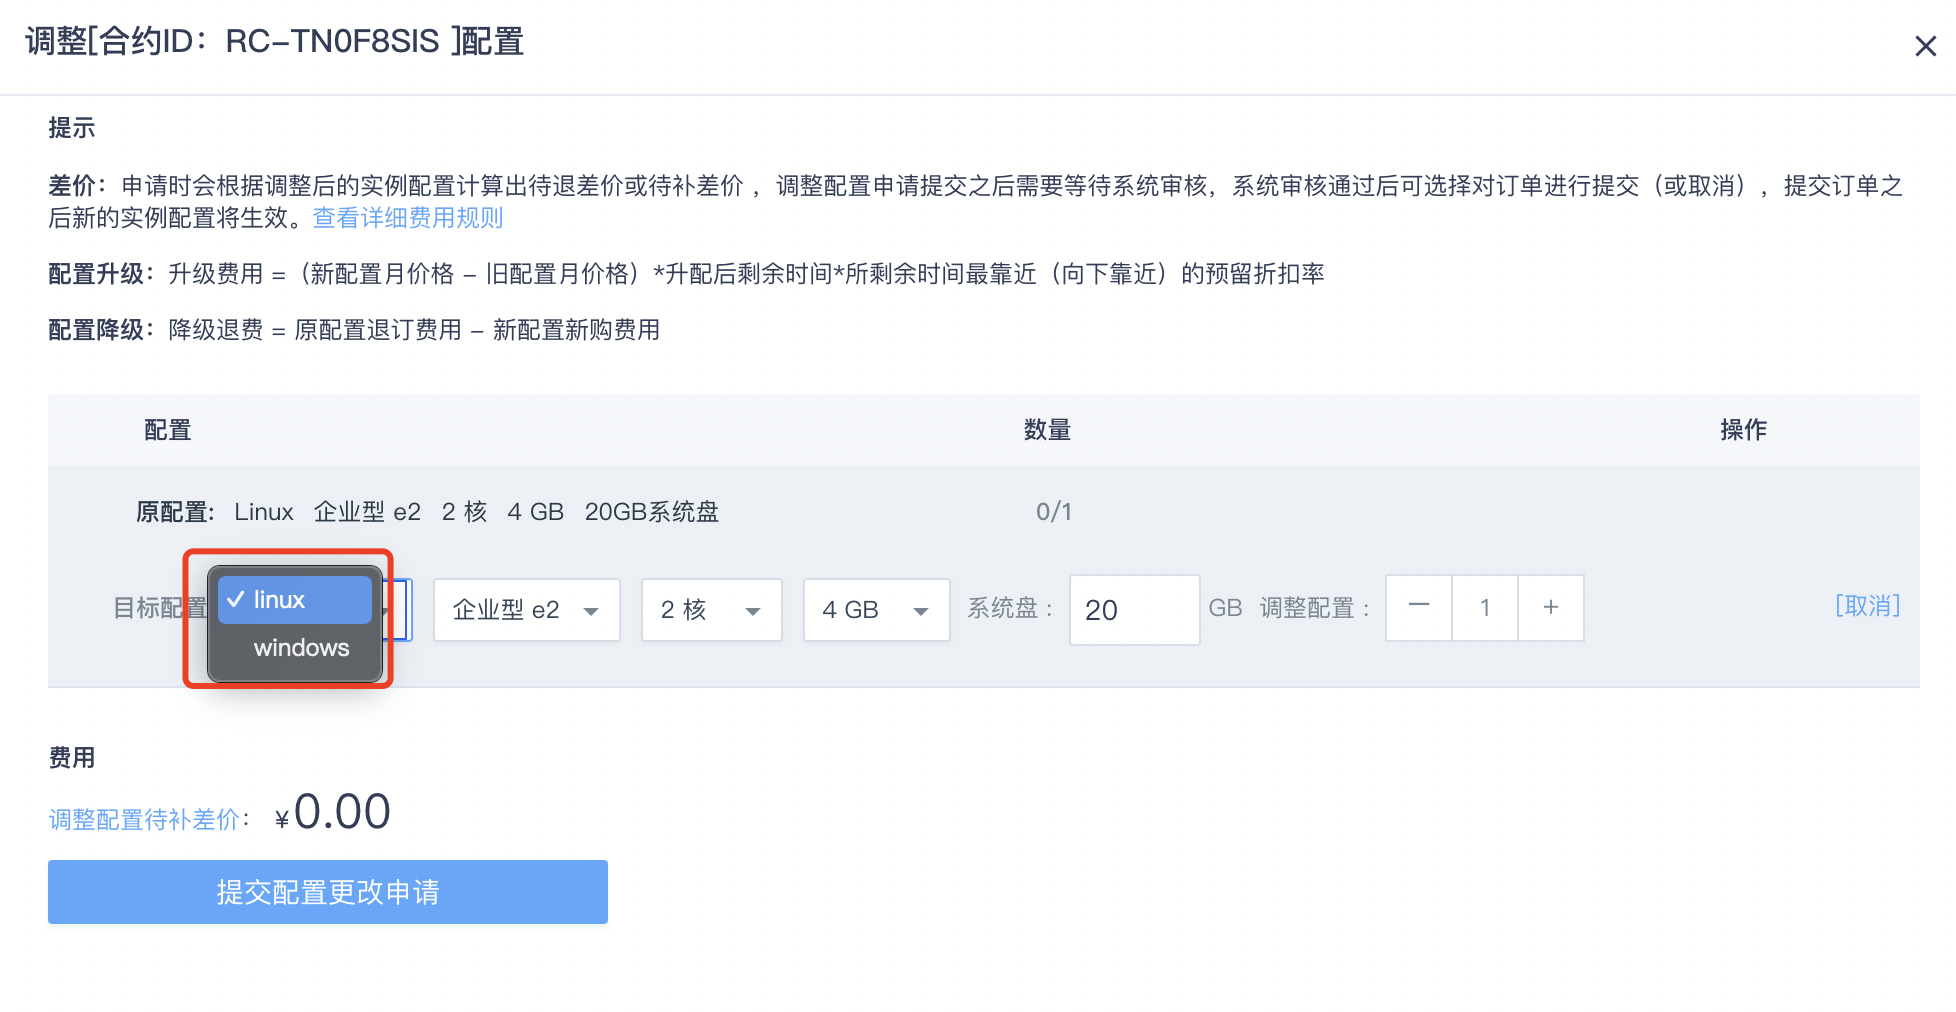 调整[合约ID：RC-TN0F8SIS ]配置
提示
差价：申请时会根据调整后的实例配置计算出待退差价或待补差价 ，调整配置申请提交之后需要等待系统审核，系统审核通过后可选择对订单进行提交（或取消），提交订单之
后新的实例配置将生效。查看详细费用规则
配置升级：升级费用 =（新配置月价格 - 旧配置月价格）*升配后剩余时间*所剩余时间最靠近（向下靠近）的预留折扣率
配置降级：降级退费 = 原配置退订费用 - 新配置新购费用
配置 数量 操作
原配置: Linux 企业型 e2 2 核 4 GB 20GB系统盘 0/1
目标配置 ✓ linux 企业型 e2 2 核 4 GB 系统盘 : 20 GB 调整配置 : — 1 + [取消]
windows
费用
调整配置待补差价： ¥0.00
提交配置更改申请